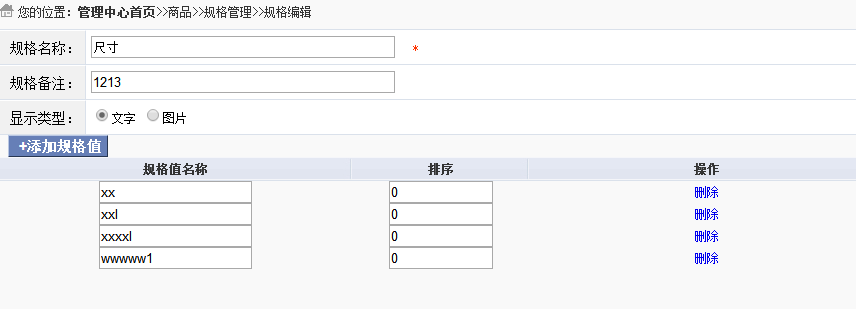 您的位置：管理中心首页>>商品>>规格管理>>规格编辑
规格名称： 尺寸 *
规格备注： 1213
显示类型： 文字 图片
+添加规格值
规格值名称 排序 操作
xx 0 删除
xxl 0 删除
xxxxl 0 删除
wwwww1 0 删除